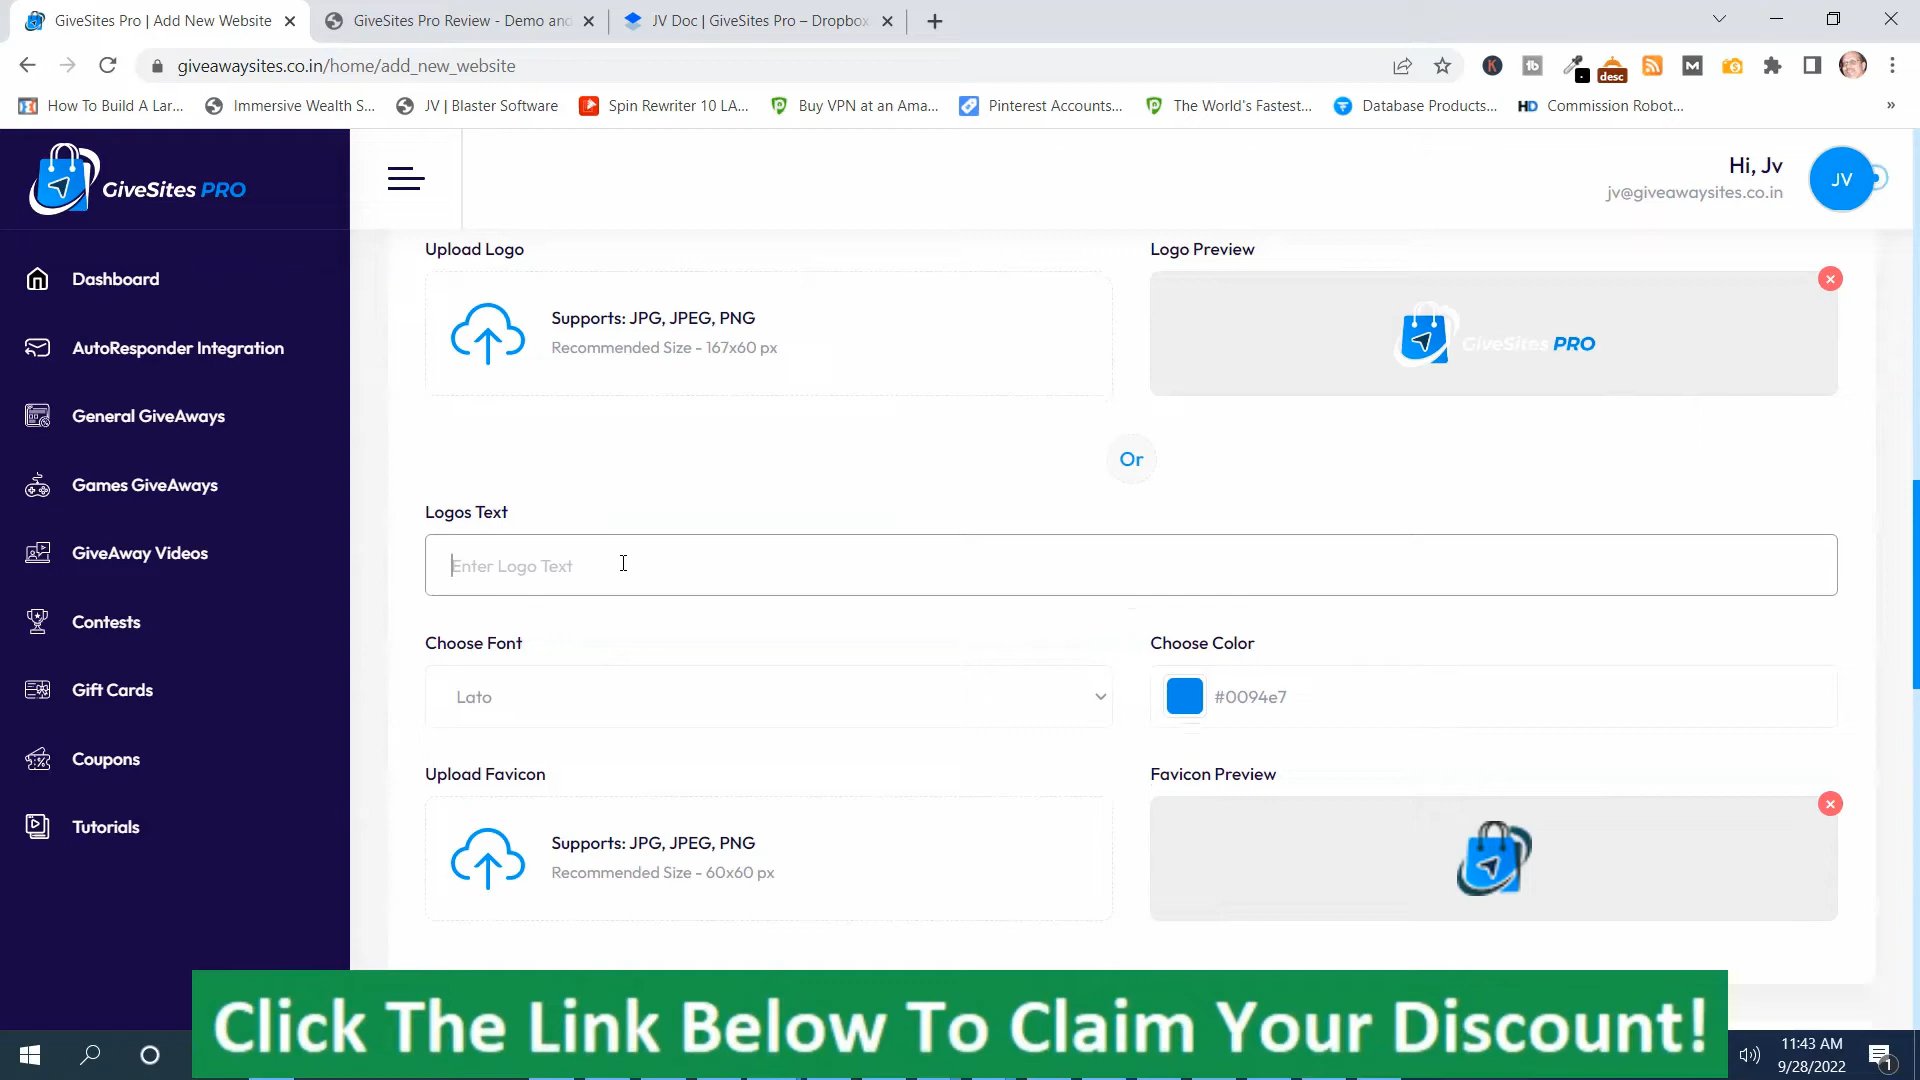 GiveSites Pro | Add New Website
GiveSites Pro Review - Demo and
JV Doc | GiveSites Pro – Dropbox
giveawaysites.co.in/home/add_new_website
desc
How To Build A Lar...
Immersive Wealth S...
JV | Blaster Software
Spin Rewriter 10 LA...
Buy VPN at an Ama...
Pinterest Accounts...
The World's Fastest...
Database Products...
HD
Commission Robot...
»
GiveSites PRO
Hi, Jv
jv@giveawaysites.co.in
JV
Dashboard
AutoResponder Integration
General GiveAways
Games GiveAways
GiveAway Videos
Contests
Gift Cards
Coupons
Tutorials
Upload Logo
Logo Preview
Supports: JPG, JPEG, PNG
Recommended Size - 167x60 px
GiveSites PRO
Or
Logos Text
Enter Logo Text
Choose Font
Choose Color
Lato
#0094e7
Upload Favicon
Favicon Preview
Supports: JPG, JPEG, PNG
Recommended Size - 60x60 px
Click The Link Below To Claim Your Discount!
11:43 AM
9/28/2022
1